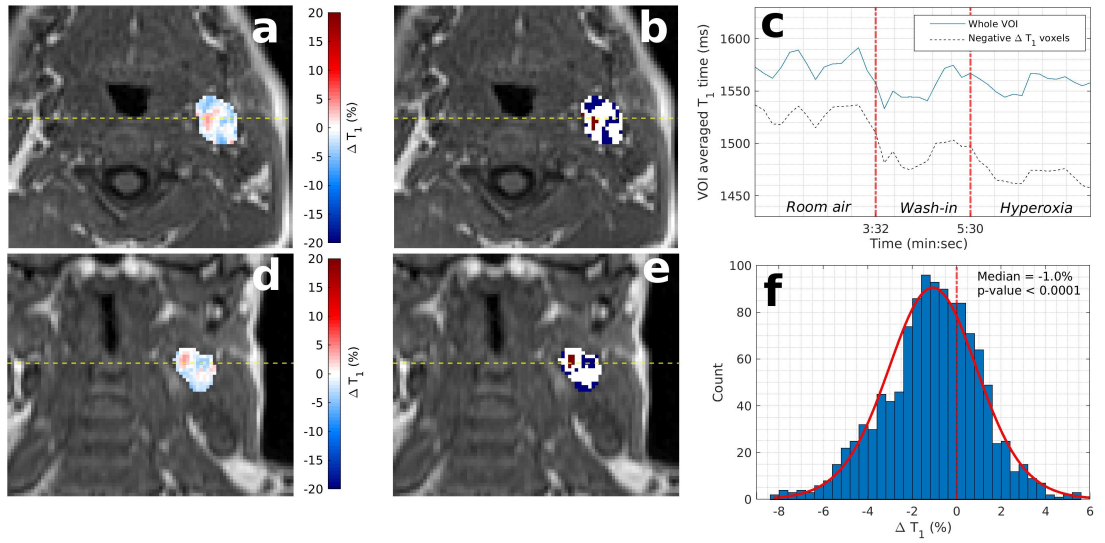 a
20
15
10
5
0
-5
-10
-15
-20
Δ T1 (%)
b
c
1600
1550
1500
1450
VOI averaged T1 time (ms)
Whole VOI
Negative Δ T1 voxels
Room air
Wash-in
Hyperoxia
3:32
5:30
Time (min:sec)
d
20
15
10
5
0
-5
-10
-15
-20
Δ T1 (%)
e
f
Median = -1.0%
p-value < 0.0001
100
80
60
40
20
0
Count
-8
-6
-4
-2
0
2
4
6
Δ T1 (%)